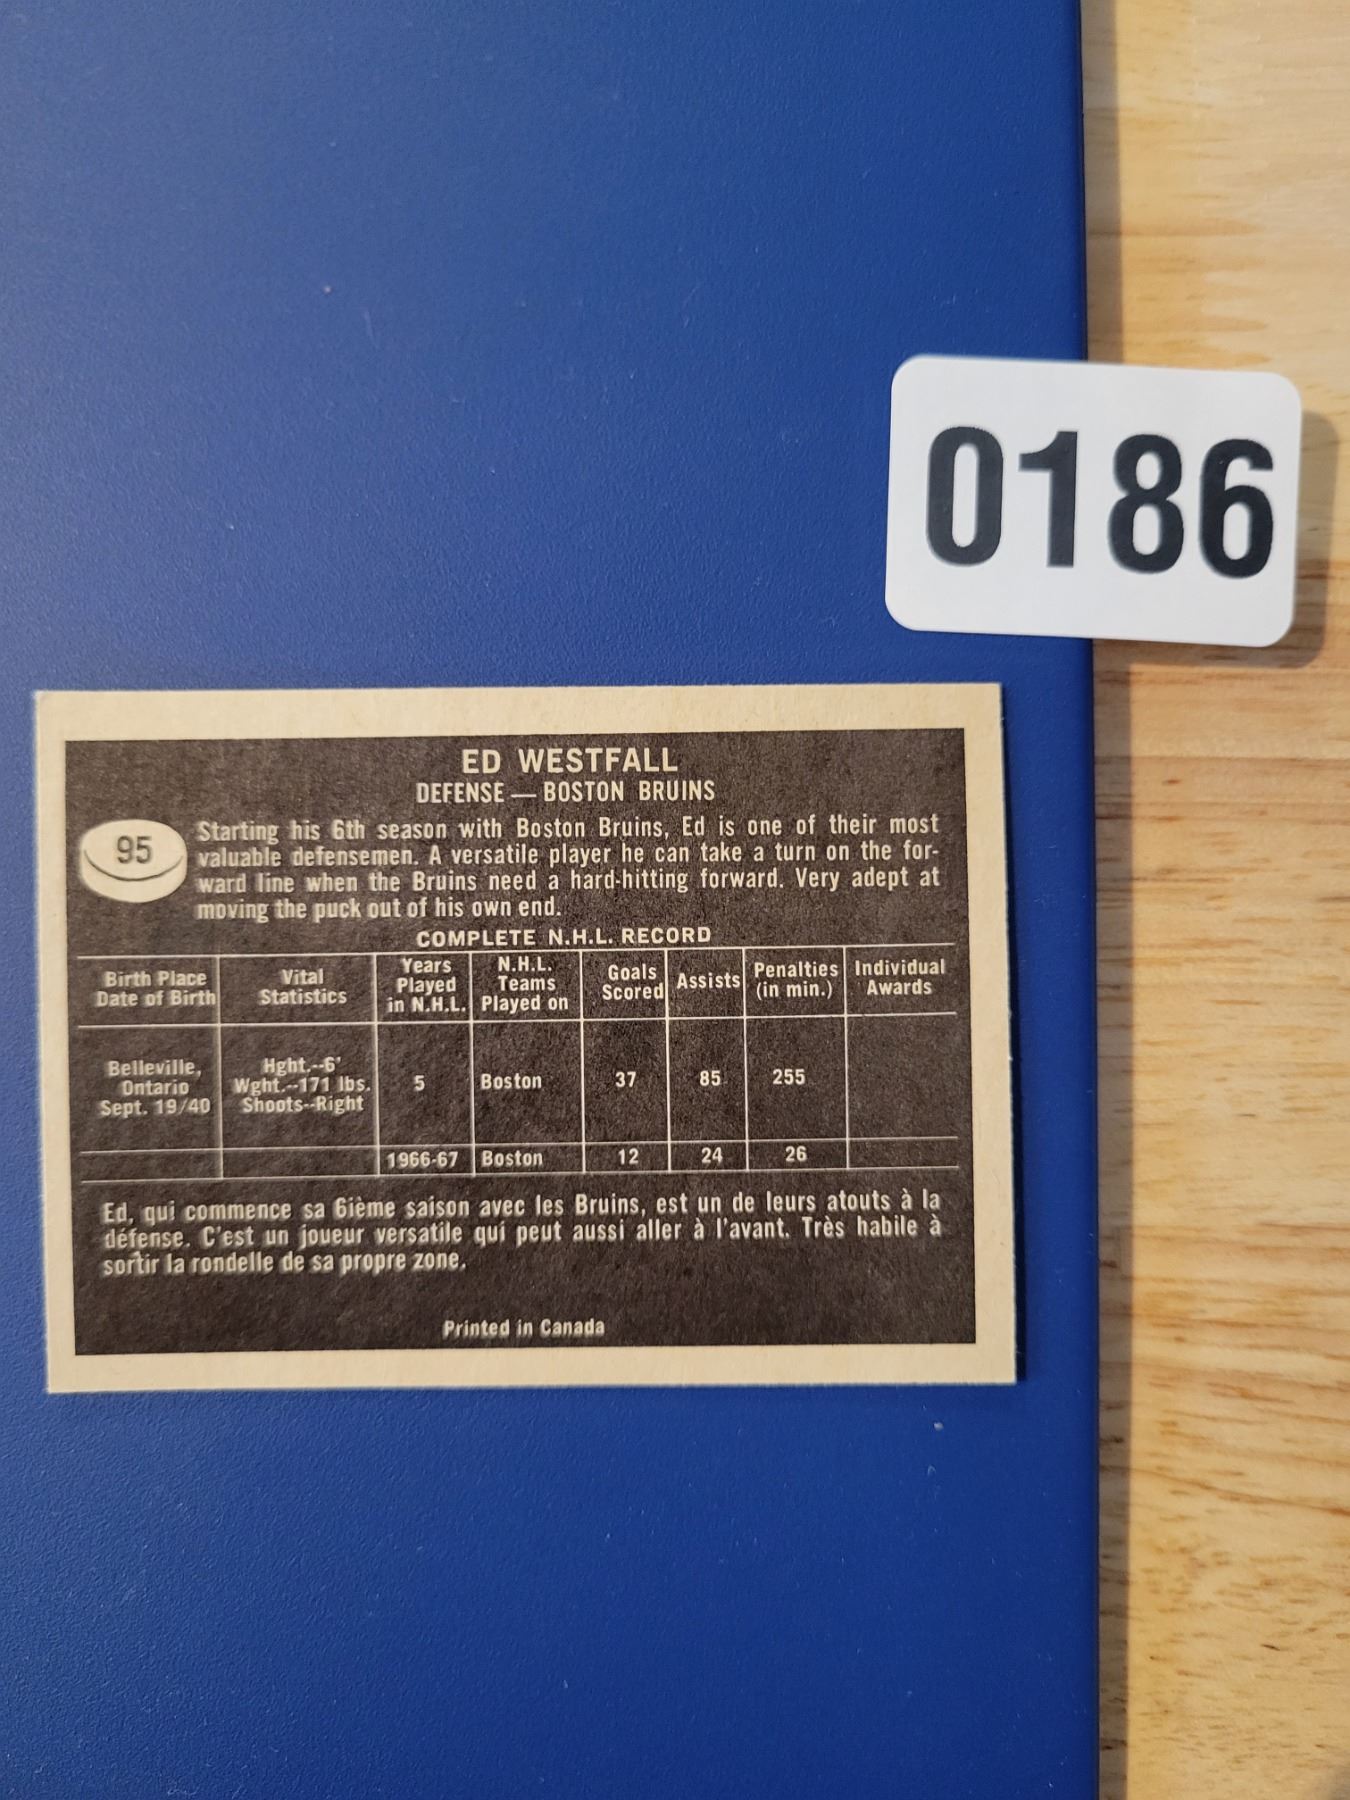 0186
ED WESTFALL
DEFENSE — BOSTON BRUINS
95
Starting his 6th season with Boston Bruins, Ed is one of their most
valuable defensemen. A versatile player he can take a turn on the for-
ward line when the Bruins need a hard-hitting forward. Very adept at
moving the puck out of his own end.
COMPLETE N.H.L. RECORD
Birth Place
Date of Birth
Vital
Statistics
Years
Played
in N.H.L.
N.H.L.
Teams
Played on
Goals
Scored
Assists
Penalties
(in min.)
Individual
Awards
Belleville,
Ontario
Sept. 19/40
Hght.--6'
Wght.--171 lbs.
Shoots--Right
5
Boston
37
85
255
1966-67
Boston
12
24
26
Ed, qui commence sa 6ième saison avec les Bruins, est un de leurs atouts à la
défense. C'est un joueur versatile qui peut aussi aller à l'avant. Très habile à
sortir la rondelle de sa propre zone.
Printed in Canada